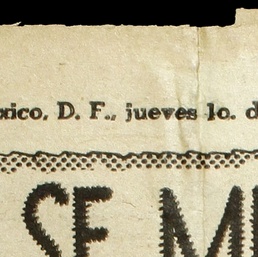 xico, D. F., jueves 1o. d
SE M